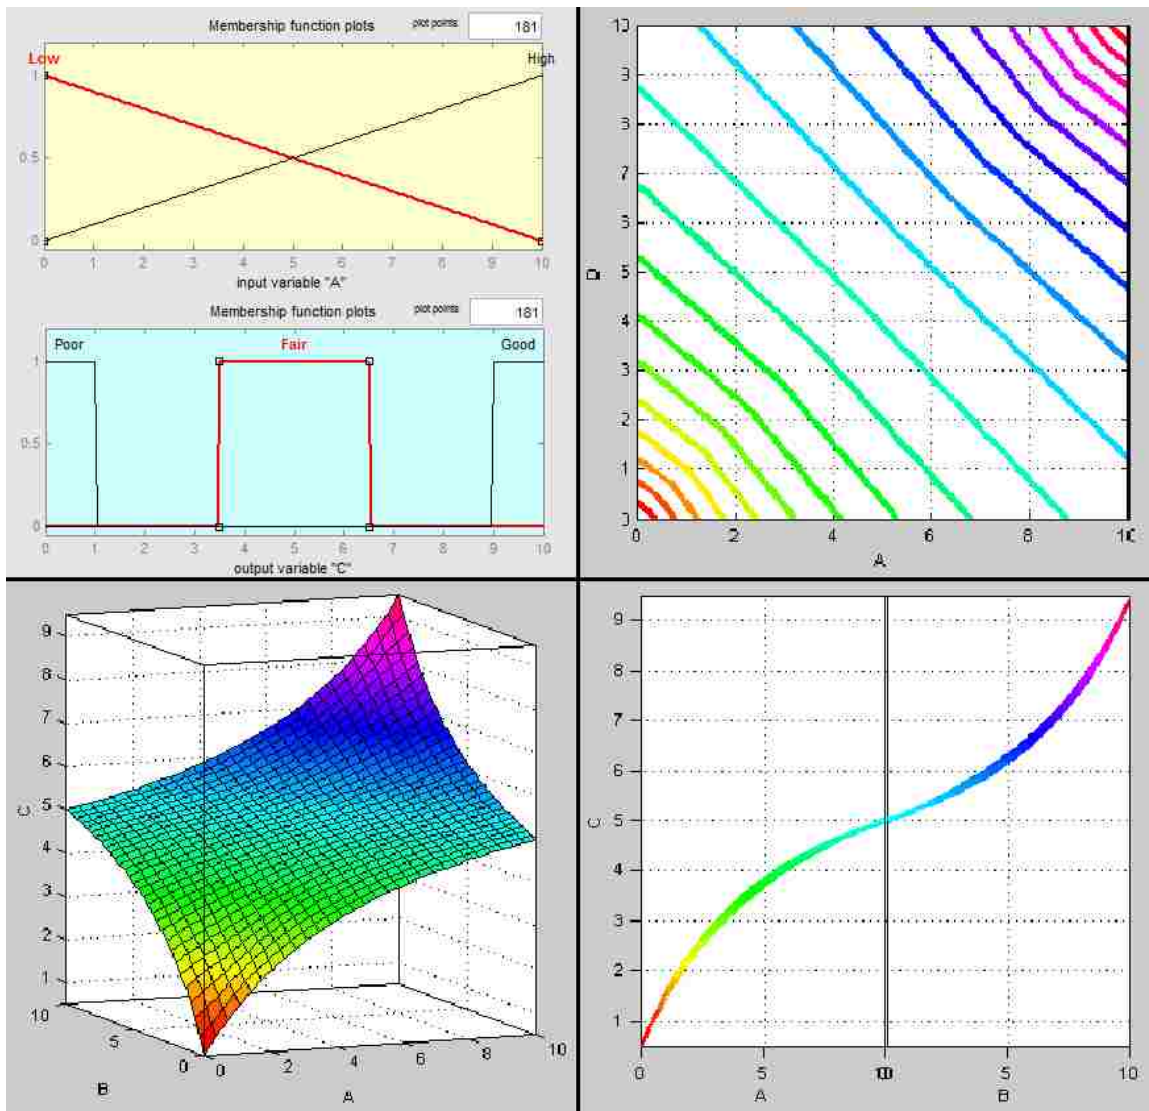 Membership function plots plot points 181
Low High
1
0.5
0
0 1 2 3 4 5 6 7 8 9 10
input variable "A"
Membership function plots plot points 181
Poor Fair Good
1
0.5
0
0 1 2 3 4 5 6 7 8 9 10
output variable "C"
7
5
4
3
2
1
0 2 4 6 8
A
9
8
7
6
5
4
3
2
1
C
10
5
0
B
0 2 4 6 8 10
A
9
8
7
6
5
4
3
2
1
C
0 5 5 10
A B